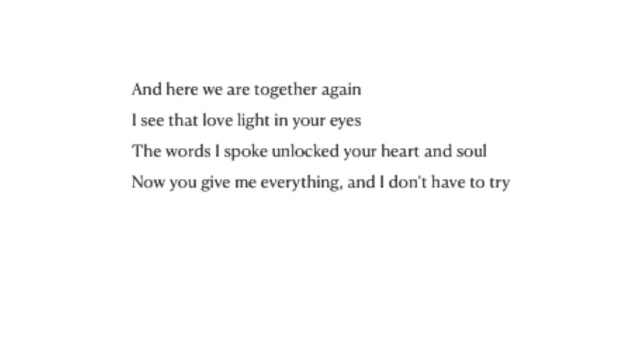 And here we are together again
I see that love light in your eyes
The words I spoke unlocked your heart and soul
Now you give me everything, and I don't have to try